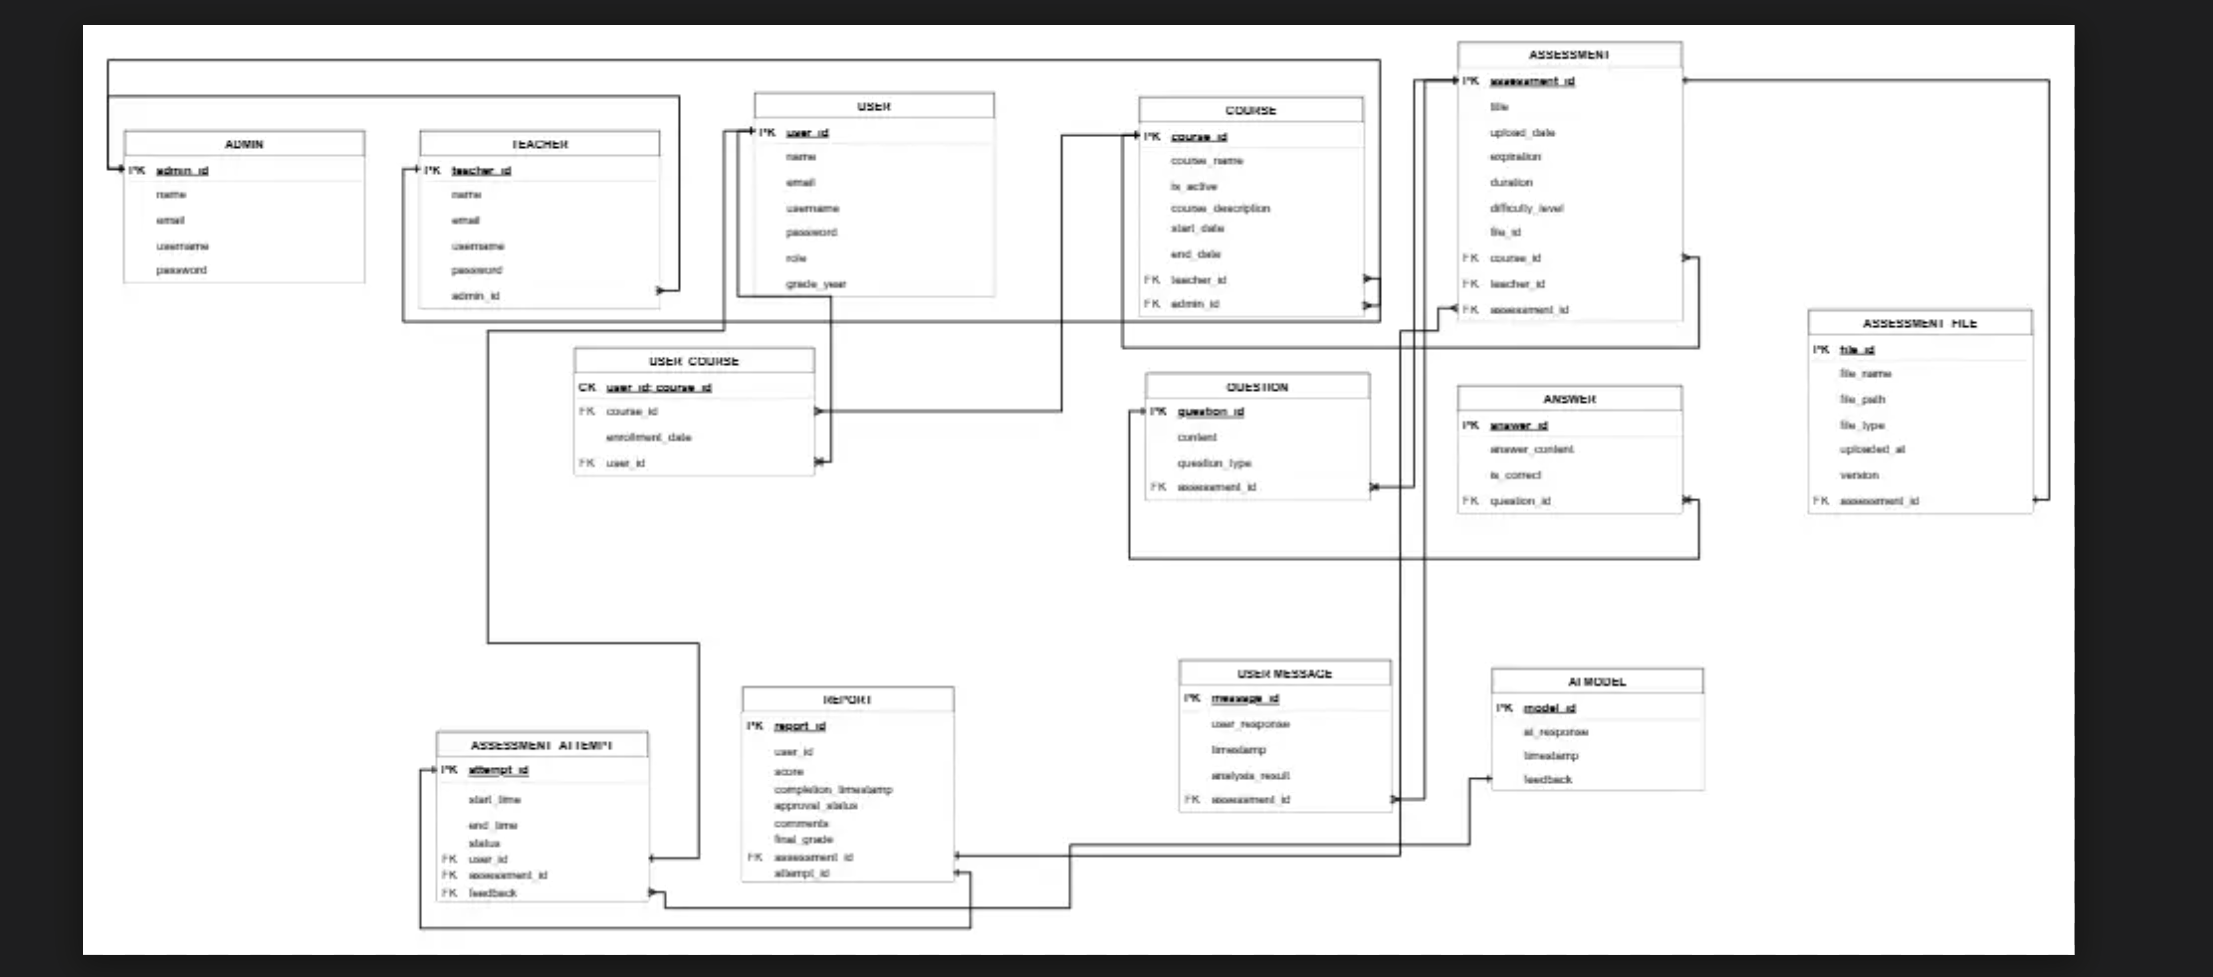 ADMIN
PK admin_id
name
email
username
password
TEACHER
PK teacher_id
name
email
username
password
admin_id
USER
PK user_id
name
email
username
password
role
grade_year
COURSE
PK course_id
course_name
is_active
course_description
start_date
end_date
FK teacher_id
FK admin_id
ASSESSMENT
PK assessment_id
title
upload_date
expiration
duration
difficulty_level
file_id
FK course_id
FK teacher_id
FK assessment_id
ASSESSMENT_FILE
PK file_id
file_name
file_path
file_type
uploaded_at
version
FK assessment_id
USER_COURSE
CK user_id; course_id
FK course_id
enrollment_date
FK user_id
QUESTION
PK question_id
content
question_type
FK assessment_id
ANSWER
PK answer_id
answer_content
is_correct
FK question_id
ASSESSMENT_ATTEMPT
PK attempt_id
start_time
end_time
status
FK user_id
FK assessment_id
FK feedback
REPORT
PK report_id
user_id
score
completion_timestamp
approval_status
comments
final_grade
FK assessment_id
attempt_id
USER MESSAGE
PK message_id
user_response
timestamp
analysis_result
FK assessment_id
AI MODEL
PK model_id
ai_response
timestamp
feedback